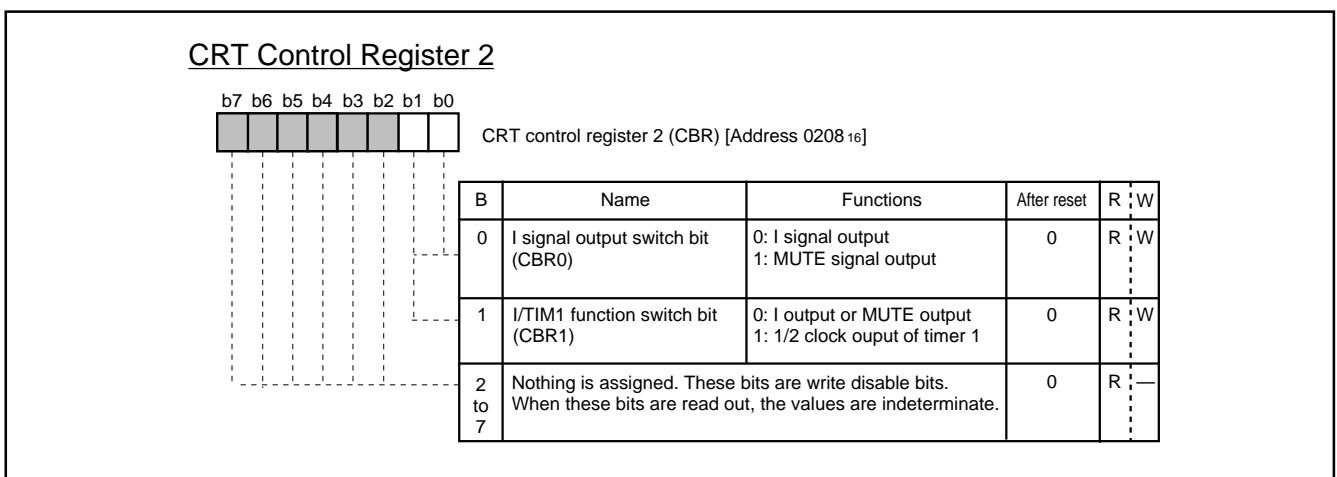 CRT Control Register 2
b7 b6 b5 b4 b3 b2 b1 b0
CRT control register 2 (CBR) [Address 0208 16]
B Name Functions After reset R W
0 I signal output switch bit (CBR0) 0: I signal output 1: MUTE signal output 0 R W
1 I/TIM1 function switch bit (CBR1) 0: I output or MUTE output 1: 1/2 clock ouput of timer 1 0 R W
2 to 7 Nothing is assigned. These bits are write disable bits. When these bits are read out, the values are indeterminate. 0 R —